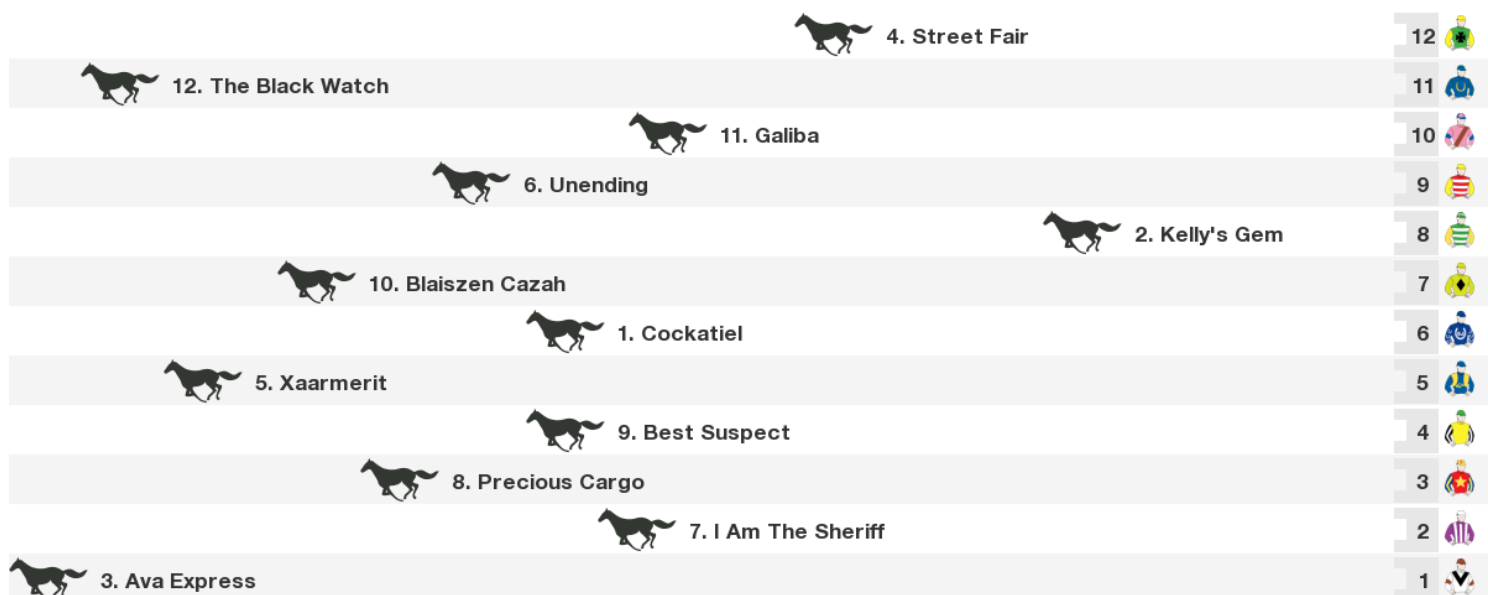 4. Street Fair 12
12. The Black Watch 11
11. Galiba 10
6. Unending 9
2. Kelly's Gem 8
10. Blaiszen Cazah 7
1. Cockatiel 6
5. Xaarmerit 5
9. Best Suspect 4
8. Precious Cargo 3
7. I Am The Sheriff 2
3. Ava Express 1